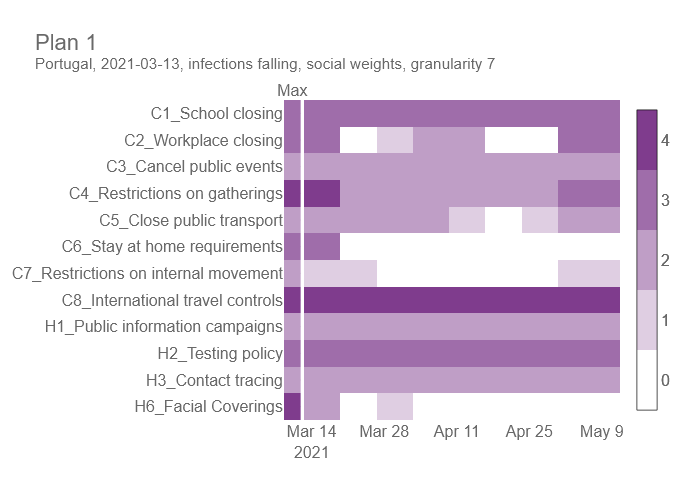 Plan 1
Portugal, 2021-03-13, infections falling, social weights, granularity 7
Max
C1_School closing
C2_Workplace closing
C3_Cancel public events
C4_Restrictions on gatherings
C5_Close public transport
C6_Stay at home requirements
C7_Restrictions on internal movement
C8_International travel controls
H1_Public information campaigns
H2_Testing policy
H3_Contact tracing
H6_Facial Coverings
4
3
2
1
0
Mar 14 Mar 28 Apr 11 Apr 25 May 9
2021